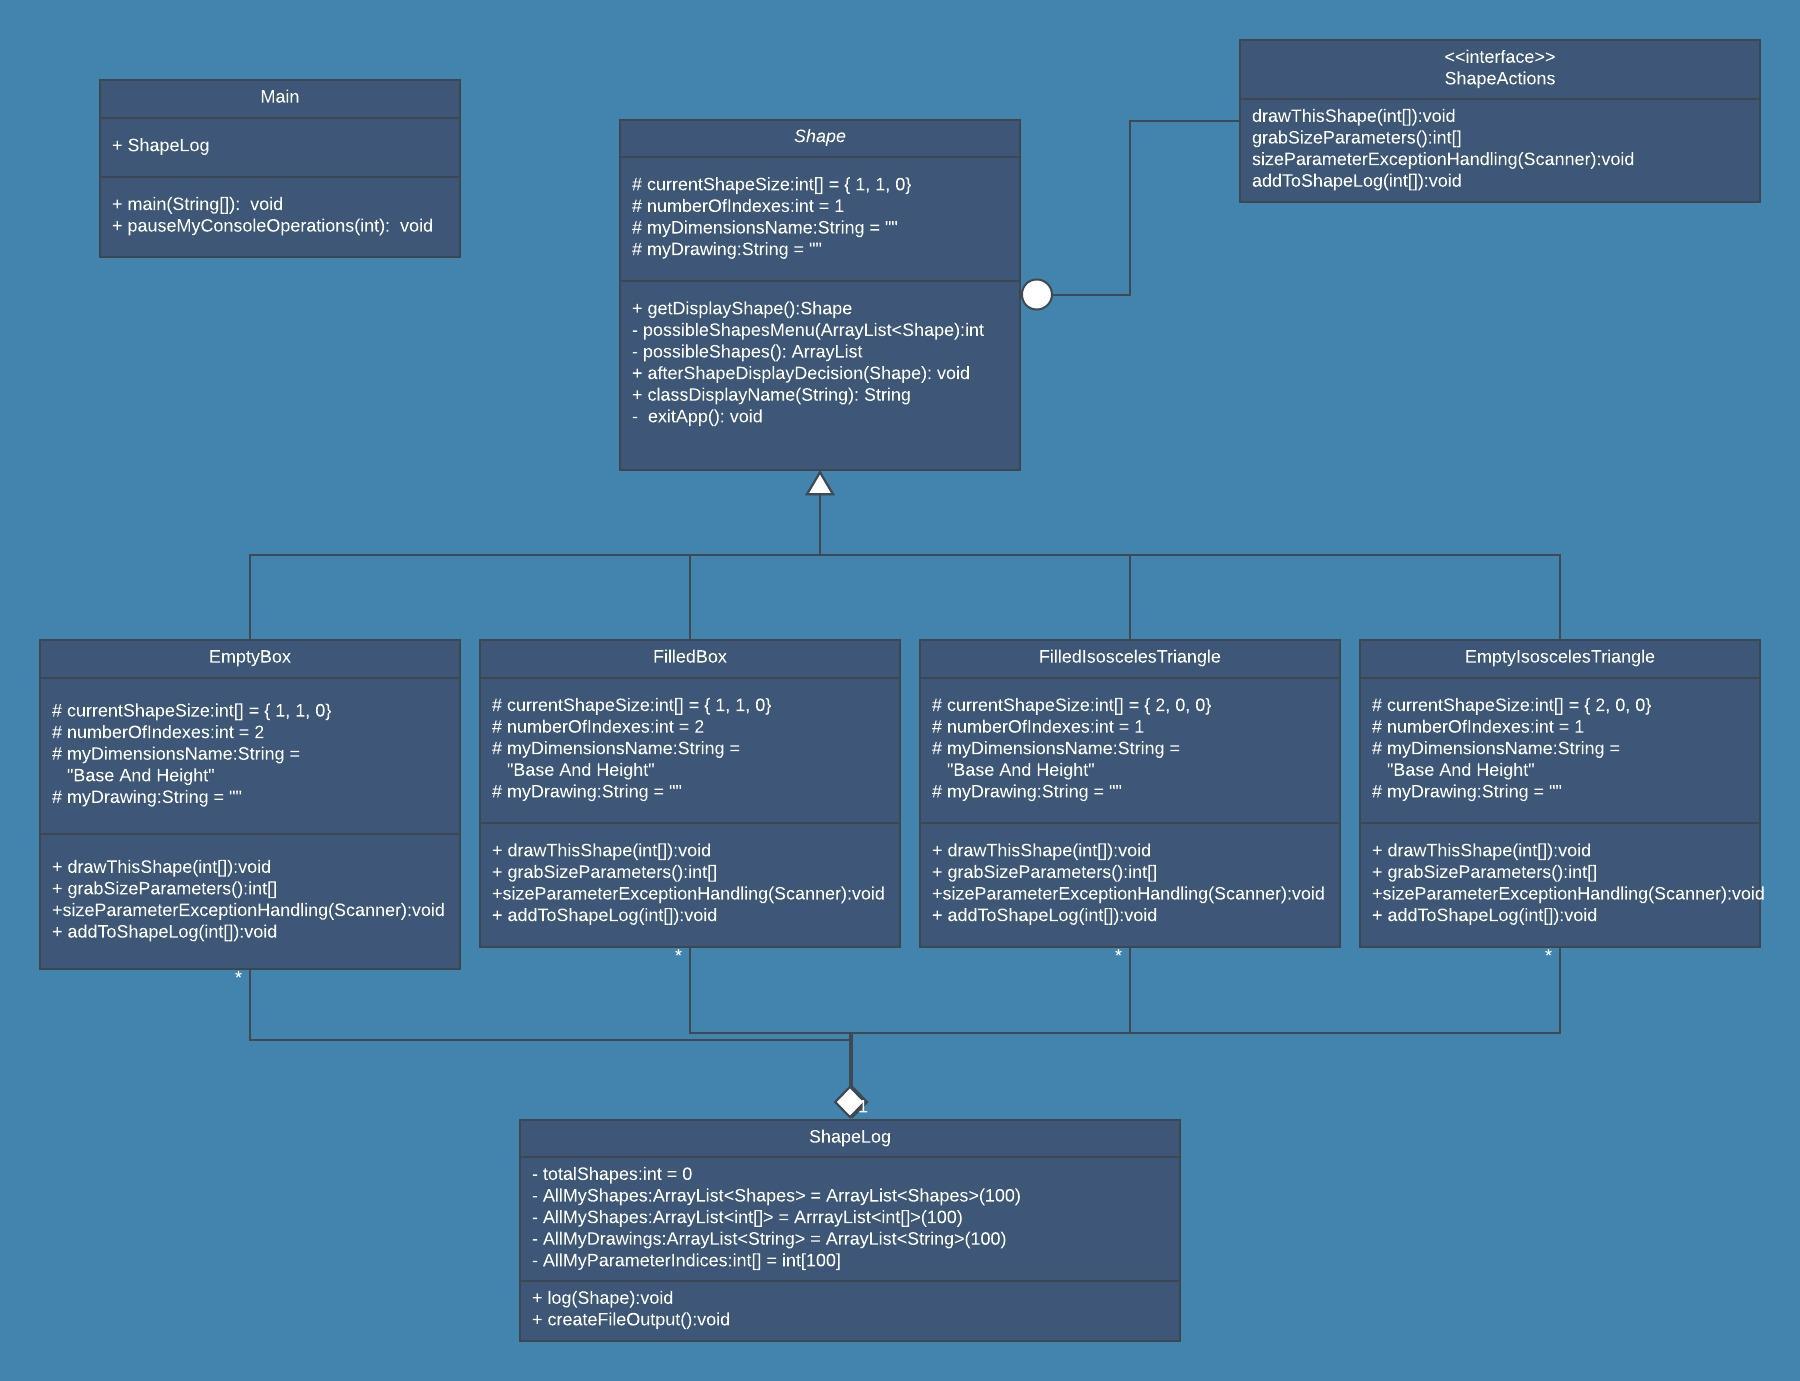 Main
+ ShapeLog
+ main(String[]):  void
+ pauseMyConsoleOperations(int):  void
<<interface>>
ShapeActions
drawThisShape(int[]):void
grabSizeParameters():int[]
sizeParameterExceptionHandling(Scanner):void
addToShapeLog(int[]):void
Shape
# currentShapeSize:int[] = { 1, 1, 0}
# numberOfIndexes:int = 1
# myDimensionsName:String = ""
# myDrawing:String = ""
+ getDisplayShape():Shape
- possibleShapesMenu(ArrayList<Shape):int
- possibleShapes(): ArrayList
+ afterShapeDisplayDecision(Shape): void
+ classDisplayName(String): String
-  exitApp(): void
EmptyBox
# currentShapeSize:int[] = { 1, 1, 0}
# numberOfIndexes:int = 2
# myDimensionsName:String =
"Base And Height"
# myDrawing:String = ""
+ drawThisShape(int[]):void
+ grabSizeParameters():int[]
+sizeParameterExceptionHandling(Scanner):void
+ addToShapeLog(int[]):void
*
FilledBox
# currentShapeSize:int[] = { 1, 1, 0}
# numberOfIndexes:int = 2
# myDimensionsName:String =
"Base And Height"
# myDrawing:String = ""
+ drawThisShape(int[]):void
+ grabSizeParameters():int[]
+sizeParameterExceptionHandling(Scanner):void
+ addToShapeLog(int[]):void
*
FilledIsoscelesTriangle
# currentShapeSize:int[] = { 2, 0, 0}
# numberOfIndexes:int = 1
# myDimensionsName:String =
"Base And Height"
# myDrawing:String = ""
+ drawThisShape(int[]):void
+ grabSizeParameters():int[]
+sizeParameterExceptionHandling(Scanner):void
+ addToShapeLog(int[]):void
*
EmptyIsoscelesTriangle
# currentShapeSize:int[] = { 2, 0, 0}
# numberOfIndexes:int = 1
# myDimensionsName:String =
"Base And Height"
# myDrawing:String = ""
+ drawThisShape(int[]):void
+ grabSizeParameters():int[]
+sizeParameterExceptionHandling(Scanner):void
+ addToShapeLog(int[]):void
*
1
ShapeLog
- totalShapes:int = 0
- AllMyShapes:ArrayList<Shapes> = ArrayList<Shapes>(100)
- AllMyShapes:ArrayList<int[]> = ArrrayList<int[]>(100)
- AllMyDrawings:ArrayList<String> = ArrayList<String>(100)
- AllMyParameterIndices:int[] = int[100]
+ log(Shape):void
+ createFileOutput():void